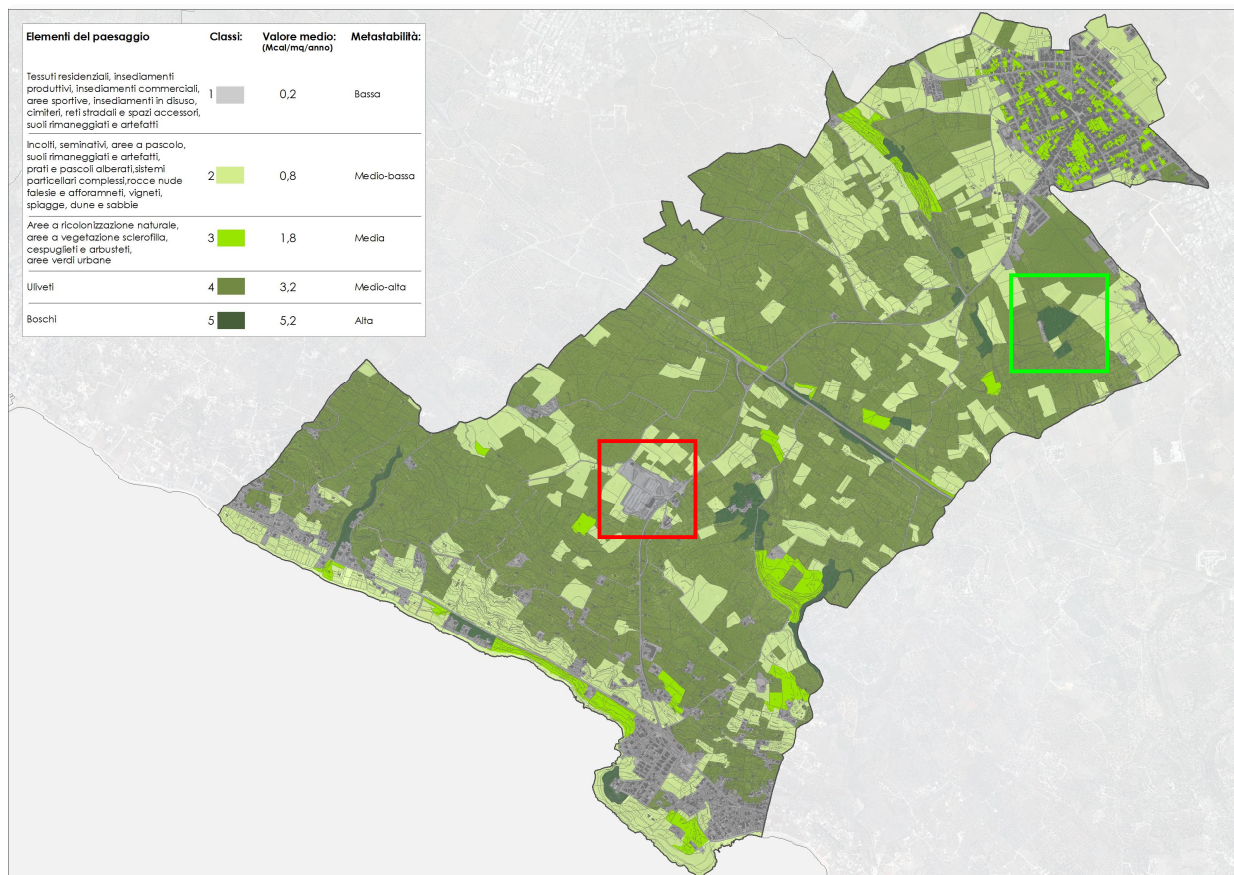 Elementi del paesaggio Classi: Valore medio: Metastabilità:
(Mcal/mq/anno)
Tessuti residenziali, insediamenti
produttivi, insediamenti commerciali,
aree sportive, insediamenti in disuso,
cimiteri, reti stradali e spazi accessori,
suoli rimaneggiati e artefatti
1 0,2 Bassa
Incolti, seminativi, aree a pascolo,
suoli rimaneggiati e artefatti,
prati e pascoli alberati,sistemi
particellari complessi,rocce nude
falesie e afforamneti, vigneti,
spiagge, dune e sabbie
2 0,8 Medio-bassa
Aree a ricolonizzazione naturale,
aree a vegetazione sclerofilla,
cespuglieti e arbusteti,
aree verdi urbane
3 1,8 Media
Uliveti 4 3,2 Medio-alta
Boschi 5 5,2 Alta